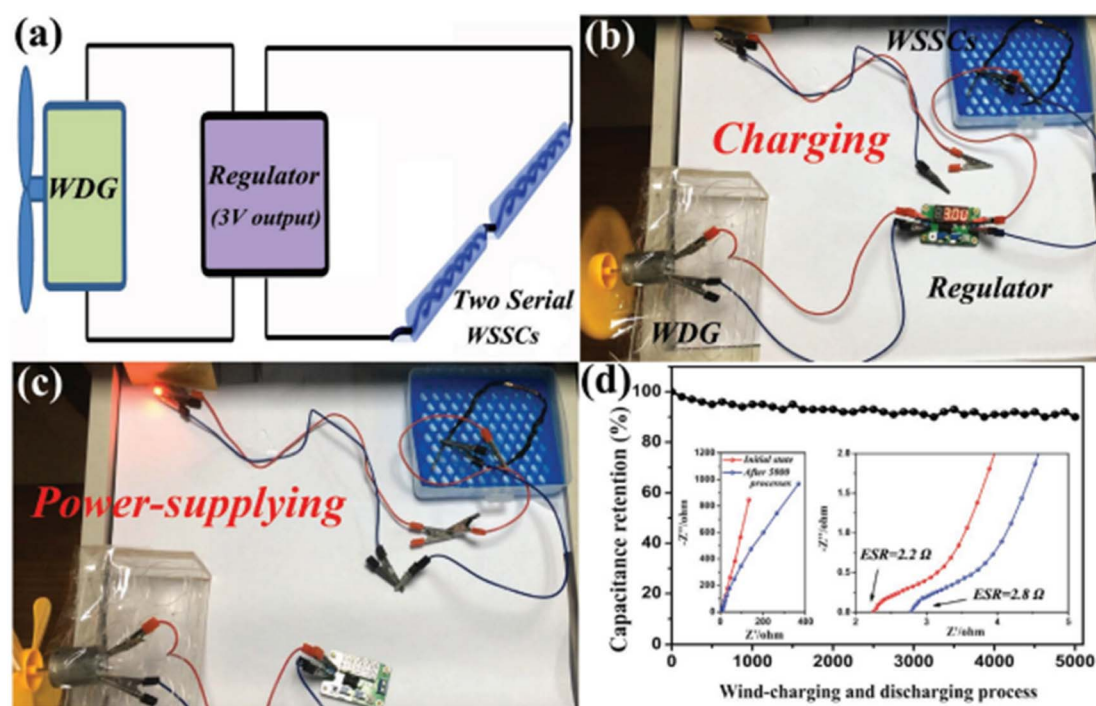 (a)
WDG
Regulator
(3V output)
Two Serial
WSSCs
(b)
WSSCs
Charging
3.00
Regulator
WDG
(c)
Power-supplying
(d)
Capacitance retention (%)
100
80
60
40
20
0
0 1000 2000 3000 4000 5000
Wind-charging and discharging process
-Z''/ohm
1200
1000
800
600
400
200
0
0 200 400
Z'/ohm
Initial state
After 5000
processes
-Z''/ohm
2.0
1.5
1.0
0.5
0.0
2 3 4 5
Z'/ohm
ESR=2.2 Ω
ESR=2.8 Ω